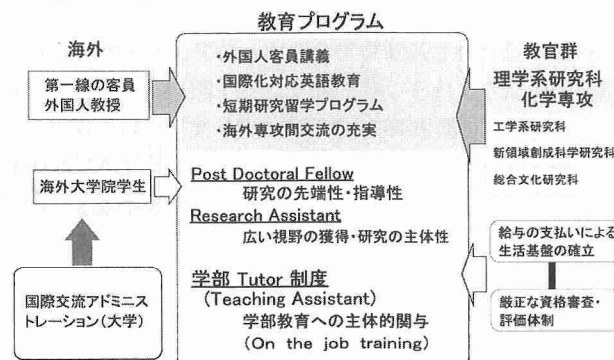 教育プログラム
海外
第一線の客員
外国人教授
海外大学院学生
国際交流アドミニス
トレーション(大学)
・外国人客員講義
・国際化対応英語教育
・短期研究留学プログラム
・海外専攻間交流の充実
Post Doctoral Fellow
研究の先端性・指導性
Research Assistant
広い視野の獲得・研究の主体性
学部 Tutor 制度
(Teaching Assistant)
学部教育への主体的関与
(On the job training)
教官群
理学系研究科
化学専攻
工学系研究科
新領域創成科学研究科
総合文化研究科
給与の支払いによる
生活基盤の確立
厳正な資格審査・
評価体制